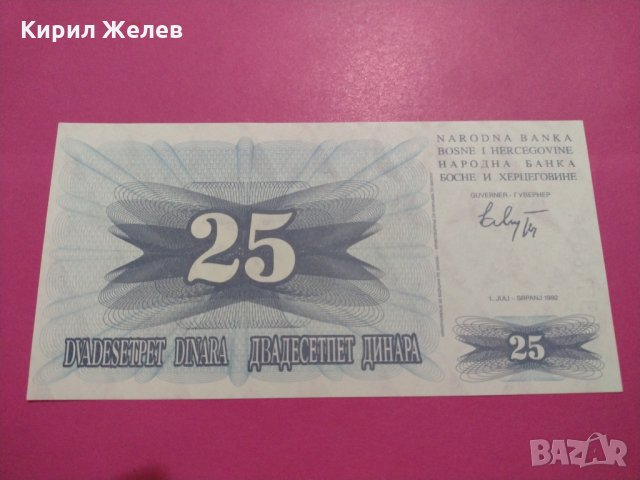 Кирил Желев
NARODNA BANKA
BOSNE I HERCEGOVINE
НАРОДНА БАНКА
БОСНЕ И ХЕРЦЕГОВИНЕ
GUVERNER - ГУВЕРНЕР
1. JULI - SRPANJ 1992
25
DVADESETPET DINARA ДВАДЕСЕТПЕТ ДИНАРА
25
BAZAR